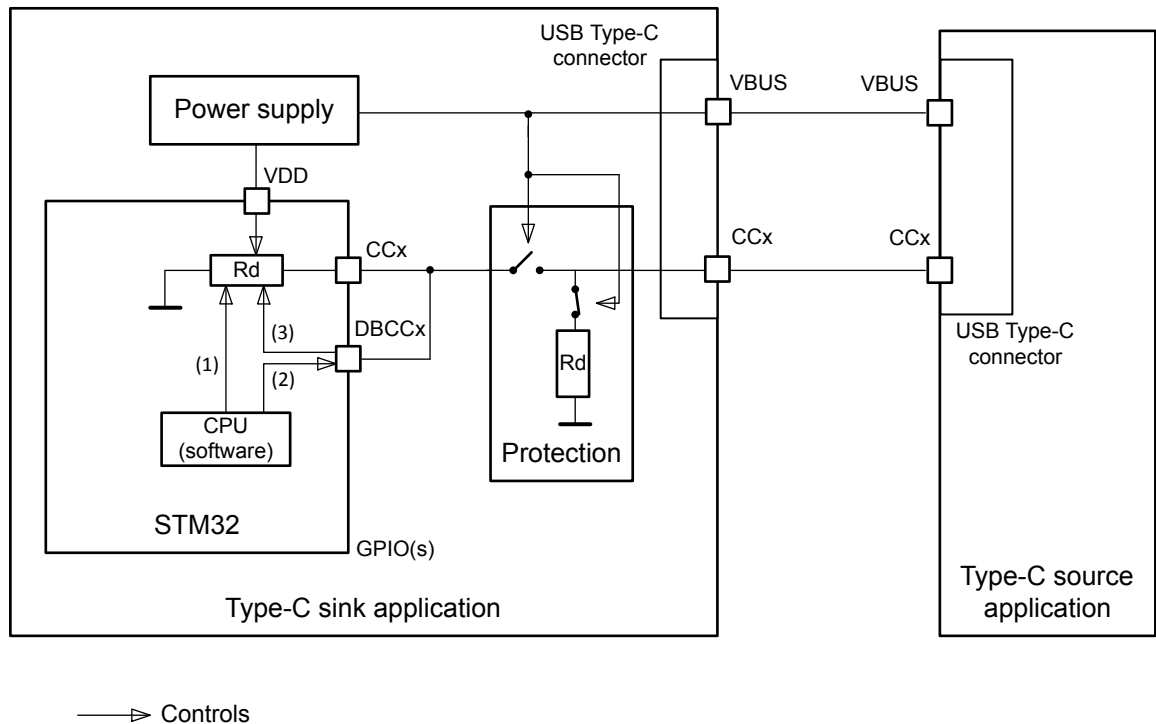 USB Type-C
connector
VBUS
VBUS
Power supply
VDD
CCx
CCx
CCx
Rd
DBCCx
(3)
(1)
(2)
Rd
USB Type-C
connector
CPU
(software)
Protection
STM32
GPIO(s)
Type-C sink application
Type-C source
application
Controls